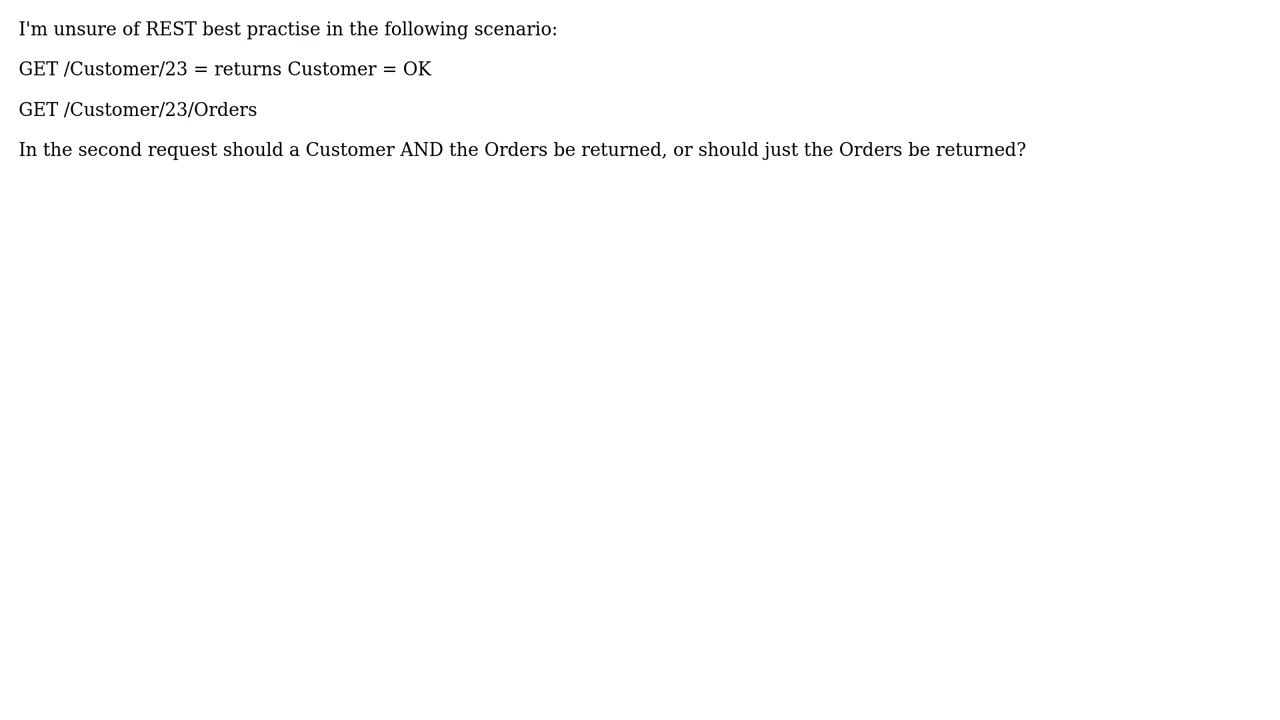 I'm unsure of REST best practise in the following scenario:
GET /Customer/23 = returns Customer = OK
GET /Customer/23/Orders
In the second request should a Customer AND the Orders be returned, or should just the Orders be returned?